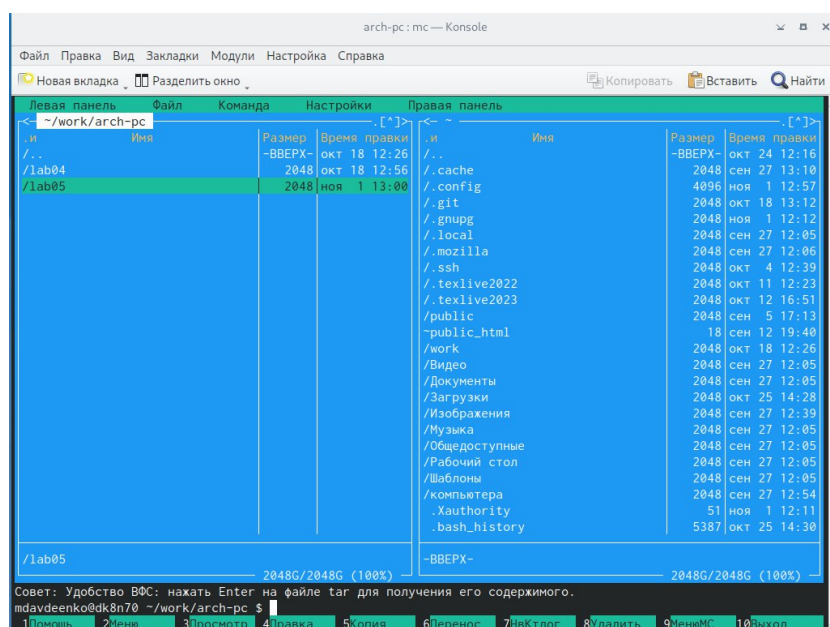 arch-pc : mc — Konsole
Файл Правка Вид Закладки Модули Настройка Справка
Новая вкладка Разделить окно Копировать Вставить Найти
Левая панель Файл Команда Настройки Правая панель
<— ~/work/arch-pc .[^]> <— ~ .[^]>
.и Имя Размер Время правки .и Имя Размер Время правки
/.. -ВВЕРХ- окт 18 12:26 /.. -ВВЕРХ- окт 24 12:16
/lab04 2048 окт 18 12:56 /.cache 2048 сен 27 13:10
/lab05 2048 ноя 1 13:00 /.config 4096 ноя 1 12:57
/.git 2048 окт 18 13:12
/.gnupg 2048 ноя 1 12:12
/.local 2048 сен 27 12:05
/.mozilla 2048 сен 27 12:06
/.ssh 2048 окт 4 12:39
/.texlive2022 2048 окт 11 12:23
/.texlive2023 2048 окт 12 16:51
/public 2048 сен 5 17:13
~public_html 18 сен 12 19:40
/work 2048 окт 18 12:26
/Видео 2048 сен 27 12:05
/Документы 2048 сен 27 12:05
/Загрузки 2048 окт 25 14:28
/Изображения 2048 сен 27 12:39
/Музыка 2048 сен 27 12:05
/Общедоступные 2048 сен 27 12:05
/Рабочий стол 2048 сен 27 12:05
/Шаблоны 2048 сен 27 12:05
/компьютера 2048 сен 27 12:54
.Xauthority 51 ноя 1 12:11
.bash_history 5387 окт 25 14:30
/lab05 -ВВЕРХ-
2048G/2048G (100%) 2048G/2048G (100%)
Совет: Удобство ВФС: нажать Enter на файле tar для получения его содержимого.
mdavdeenko@dk8n70 ~/work/arch-pc $
1Помощь 2Меню 3Просмотр 4Правка 5Копия 6Перенос 7НвКтлог 8Удалить 9МенюMC 10Выход